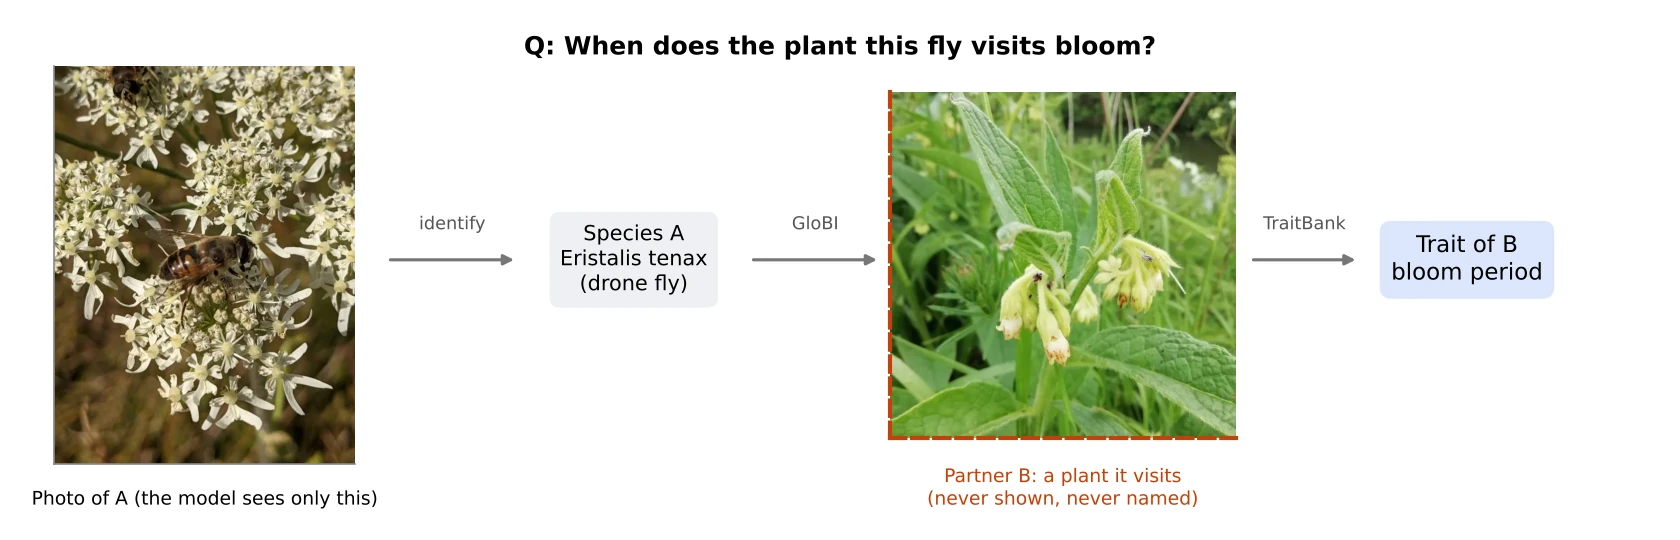 Q: When does the plant this fly visits bloom?
identify
Species A
Eristalis tenax
(drone fly)
GloBI
TraitBank
Trait of B
bloom period
Photo of A (the model sees only this)
Partner B: a plant it visits
(never shown, never named)